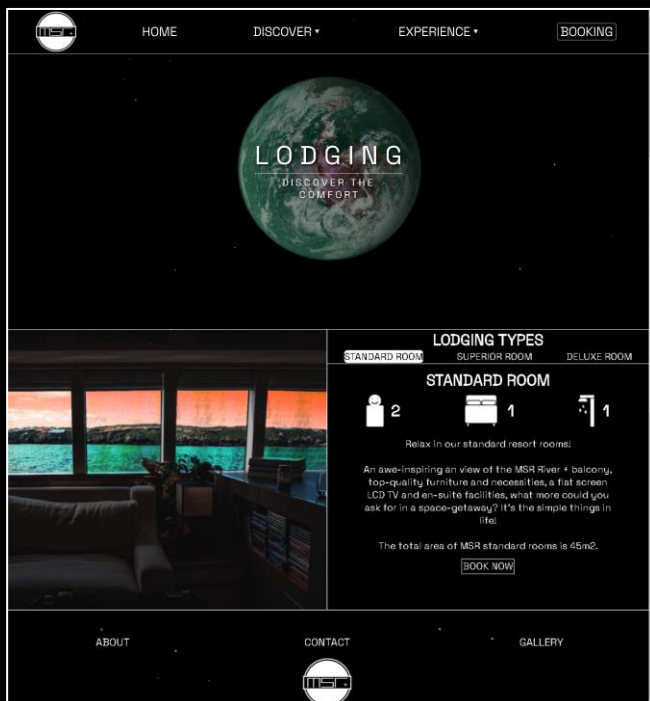 MSR.
HOME
DISCOVER ▾
EXPERIENCE ▾
BOOKING
LODGING
DISCOVER THE
COMFORT
LODGING TYPES
STANDARD ROOM
SUPERIOR ROOM
DELUXE ROOM
STANDARD ROOM
2
1
1
Relax in our standard resort rooms!
An awe-inspiring an view of the MSR River + balcony,
top-quality furniture and necessities, a flat screen
LCD TV and en-suite facilities, what more could you
ask for in a space-getaway? It's the simple things in
life!
The total area of MSR standard rooms is 45m2.
BOOK NOW
ABOUT
CONTACT
GALLERY
MSR.